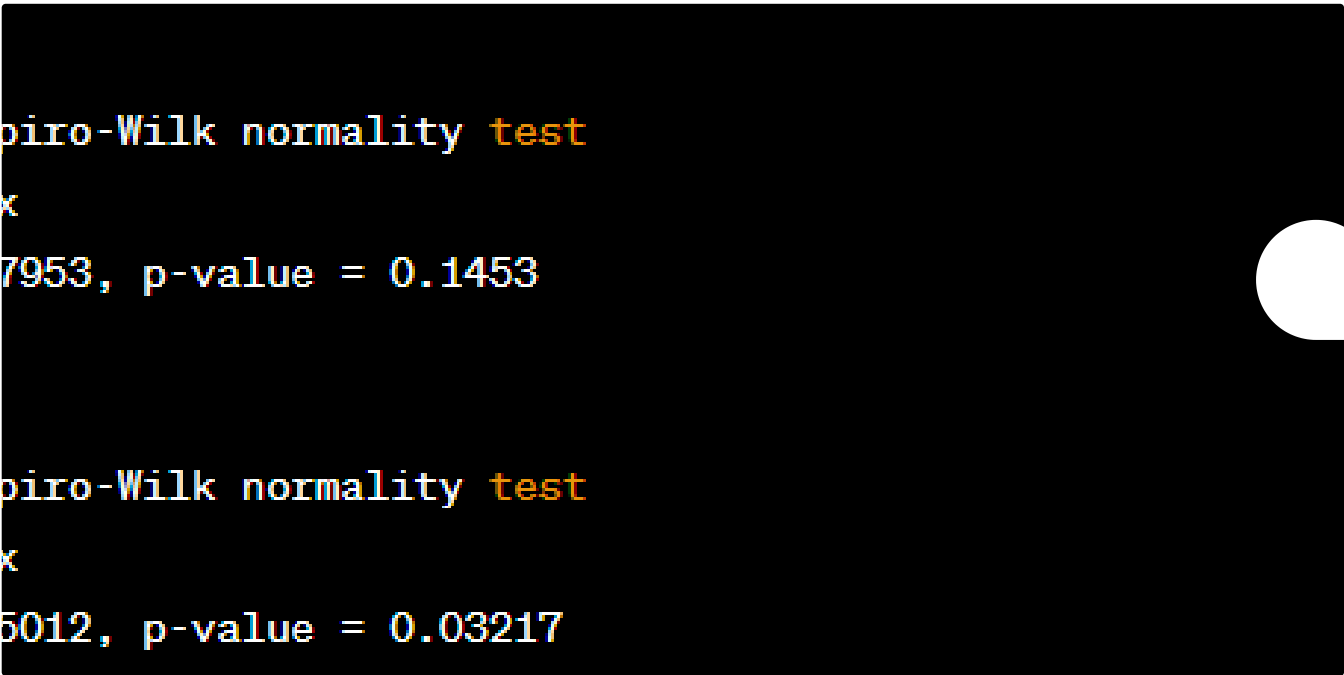 piro-Wilk normality test
x
7953, p-value = 0.1453
piro-Wilk normality test
x
5012, p-value = 0.03217